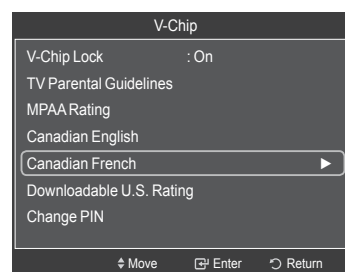 V-Chip
V-Chip Lock : On
TV Parental Guidelines
MPAA Rating
Canadian English
Canadian French ►
Downloadable U.S. Rating
Change PIN
Move Enter Return